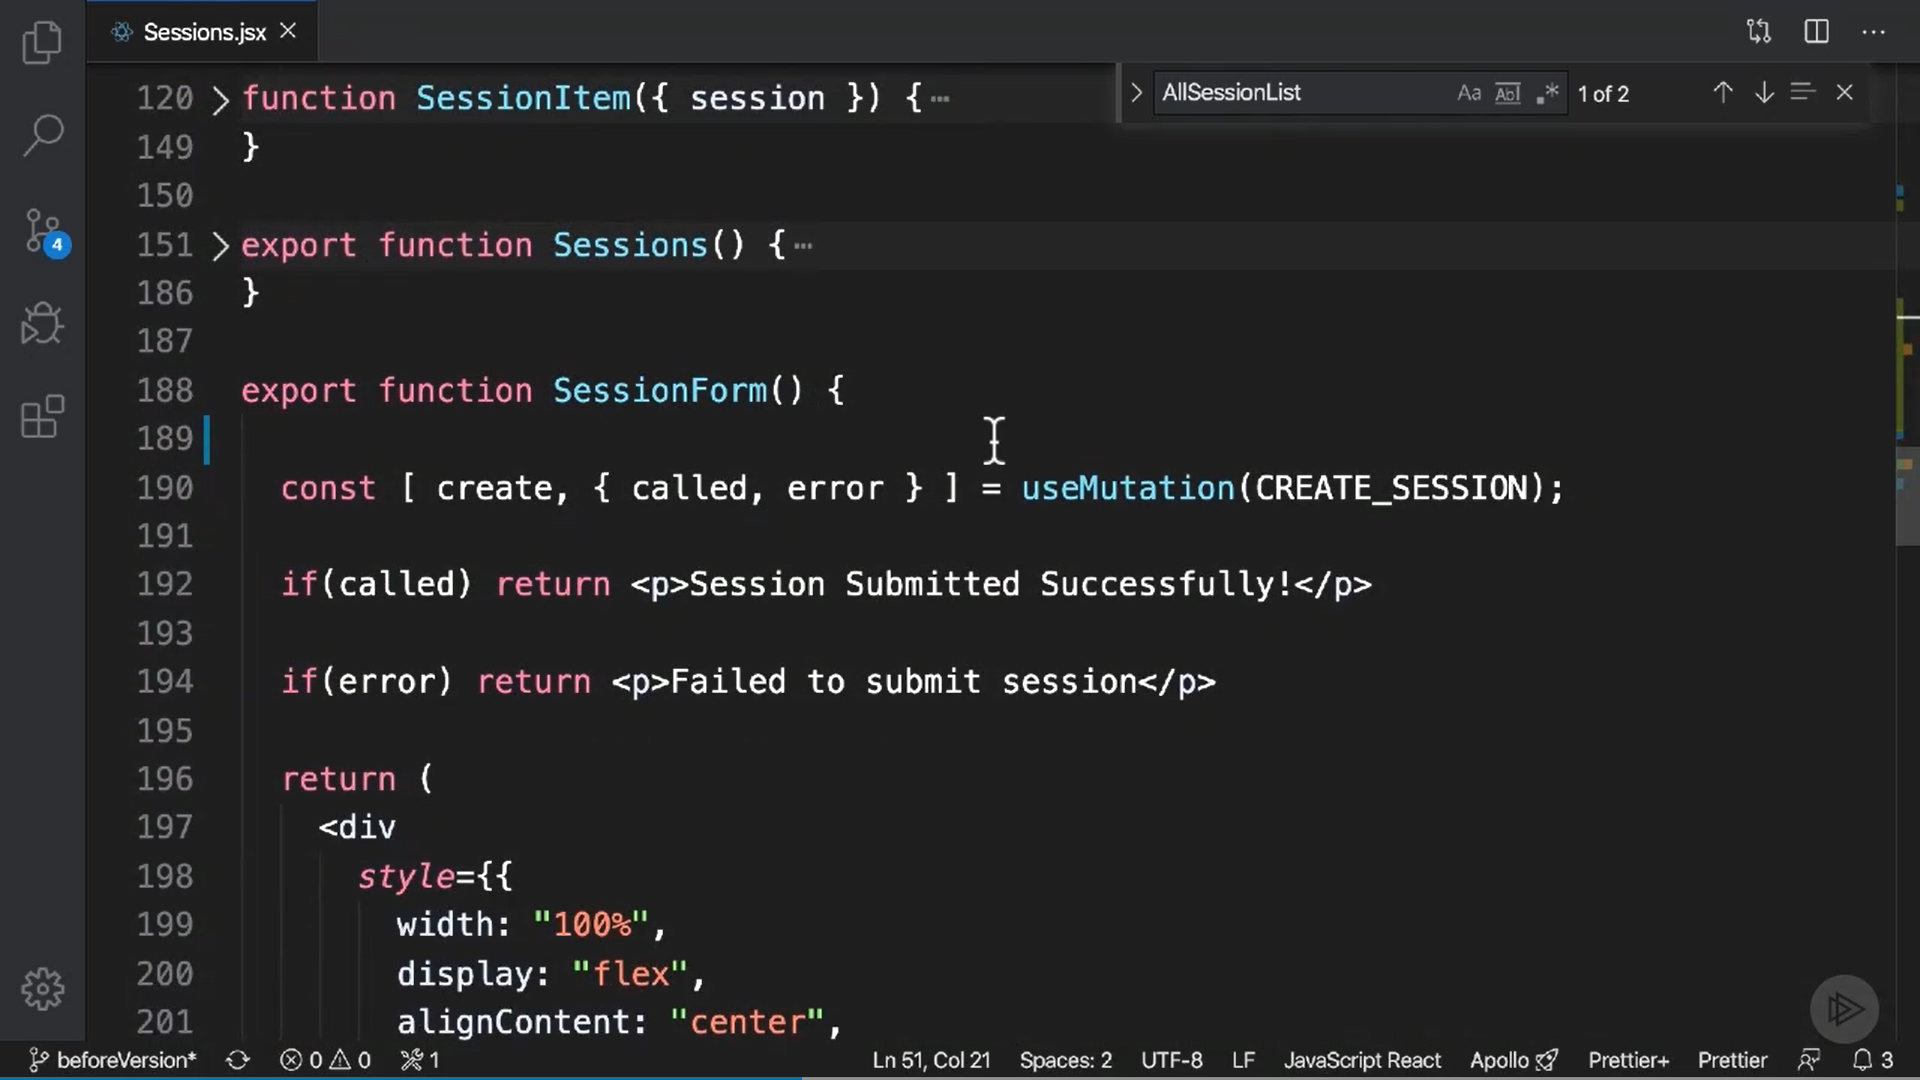 Sessions.jsx
AllSessionList Aa Abl .* 1 of 2
120 function SessionItem({ session }) {…
149 }
150
151 export function Sessions() {…
186 }
187
188 export function SessionForm() {
189
190 const [ create, { called, error } ] = useMutation(CREATE_SESSION);
191
192 if(called) return <p>Session Submitted Successfully!</p>
193
194 if(error) return <p>Failed to submit session</p>
195
196 return (
197 <div
198 style={{
199 width: "100%",
200 display: "flex",
201 alignContent: "center",
4
beforeVersion* 0 0 1 Ln 51, Col 21 Spaces: 2 UTF-8 LF JavaScript React Apollo Prettier+ Prettier 3